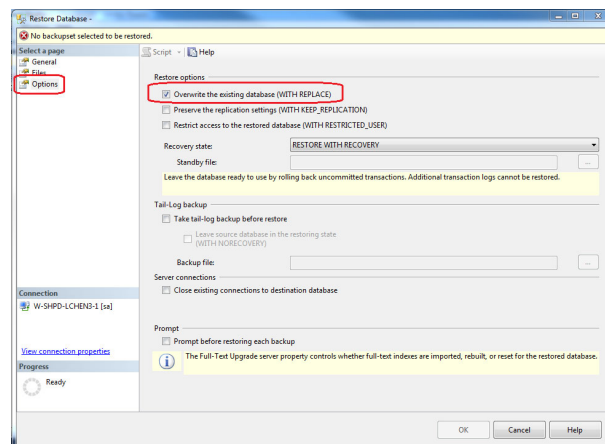 Restore Database -
No backupset selected to be restored.
Select a page
General
Files
Options
Script
Help
Restore options
Overwrite the existing database (WITH REPLACE)
Preserve the replication settings (WITH KEEP_REPLICATION)
Restrict access to the restored database (WITH RESTRICTED_USER)
Recovery state:
RESTORE WITH RECOVERY
Standby file:
...
Leave the database ready to use by rolling back uncommitted transactions. Additional transaction logs cannot be restored.
Tail-Log backup
Take tail-log backup before restore
Leave source database in the restoring state
(WITH NORECOVERY)
Backup file:
...
Server connections
Close existing connections to destination database
Connection
W-SHPD-LCHEN3-1 [sa]
View connection properties
Progress
Ready
Prompt
Prompt before restoring each backup
The Full-Text Upgrade server property controls whether full-text indexes are imported, rebuilt, or reset for the restored database.
OK
Cancel
Help